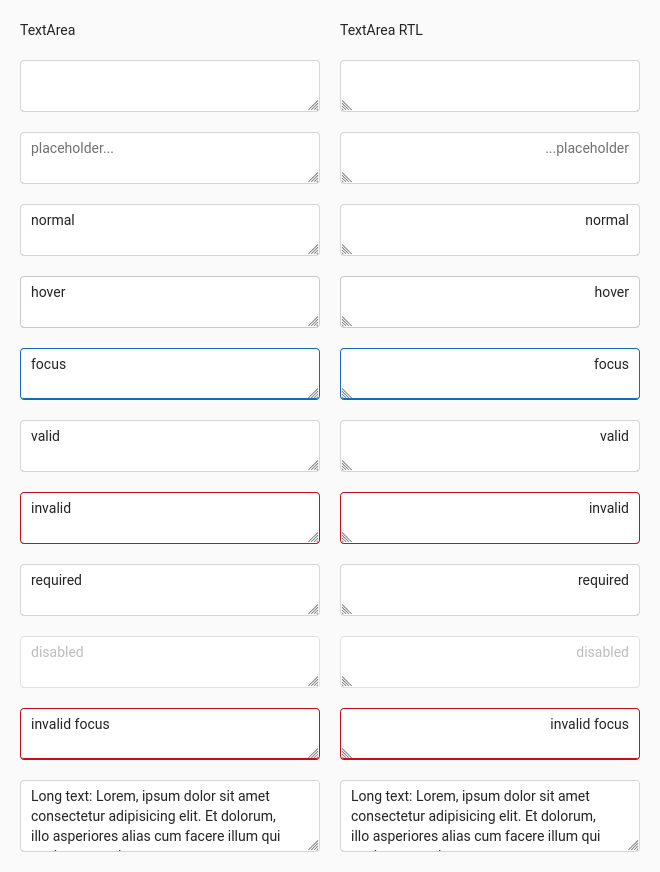 TextArea
TextArea RTL
placeholder...
...placeholder
normal
normal
hover
hover
focus
focus
valid
valid
invalid
invalid
required
required
disabled
disabled
invalid focus
invalid focus
Long text: Lorem, ipsum dolor sit amet
consectetur adipisicing elit. Et dolorum,
illo asperiores alias cum facere illum qui
Long text: Lorem, ipsum dolor sit amet
consectetur adipisicing elit. Et dolorum,
illo asperiores alias cum facere illum qui